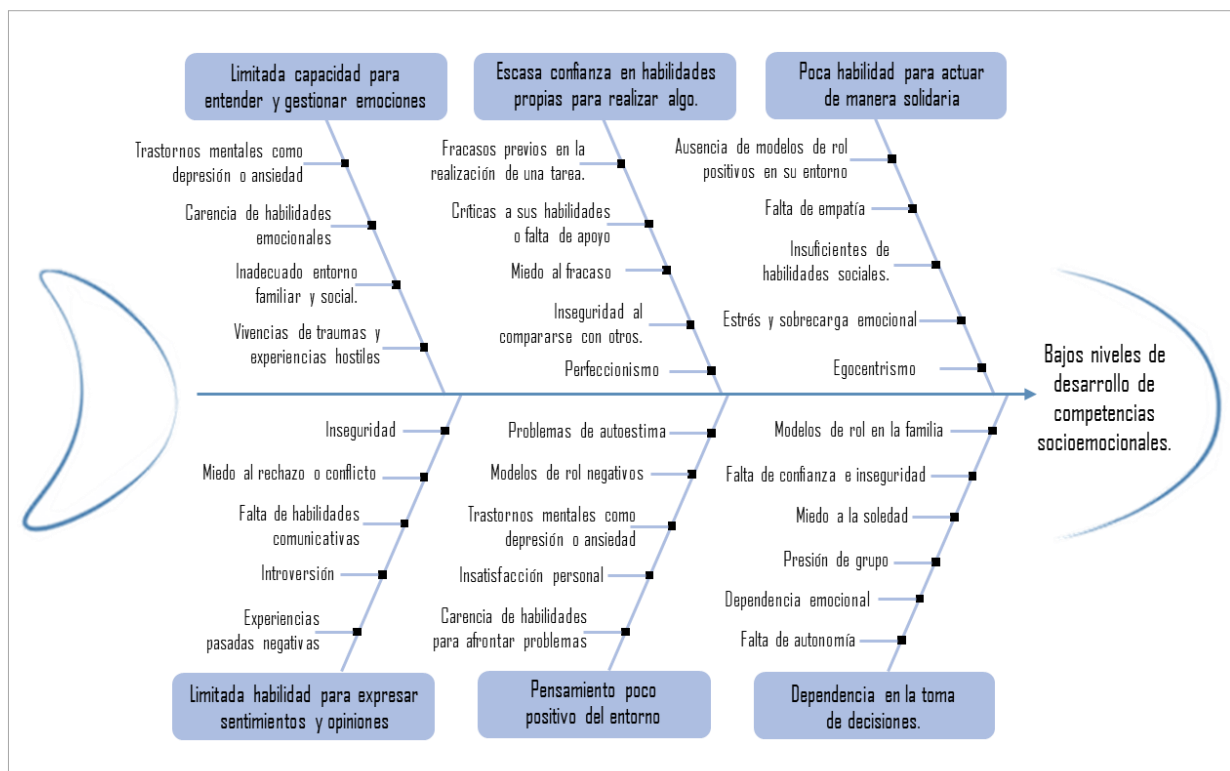 Limitada capacidad para
entender y gestionar emociones
Trastornos mentales como
depresión o ansiedad
Carencia de habilidades
emocionales
Inadecuado entorno
familiar y social.
Vivencias de traumas y
experiencias hostiles
Escasa confianza en habilidades
propias para realizar algo.
Fracasos previos en la
realización de una tarea.
Críticas a sus habilidades
o falta de apoyo
Miedo al fracaso
Inseguridad al
compararse con otros.
Perfeccionismo
Poca habilidad para actuar
de manera solidaria
Ausencia de modelos de rol
positivos en su entorno
Falta de empatía
Insuficientes de
habilidades sociales.
Estrés y sobrecarga emocional
Egocentrismo
Bajos niveles de
desarrollo de
competencias
socioemocionales.
Inseguridad
Miedo al rechazo o conflicto
Falta de habilidades
comunicativas
Introversión
Experiencias
pasadas negativas
Limitada habilidad para expresar
sentimientos y opiniones
Problemas de autoestima
Modelos de rol negativos
Trastornos mentales como
depresión o ansiedad
Insatisfacción personal
Carencia de habilidades
para afrontar problemas
Pensamiento poco
positivo del entorno
Modelos de rol en la familia
Falta de confianza e inseguridad
Miedo a la soledad
Presión de grupo
Dependencia emocional
Falta de autonomía
Dependencia en la toma
de decisiones.